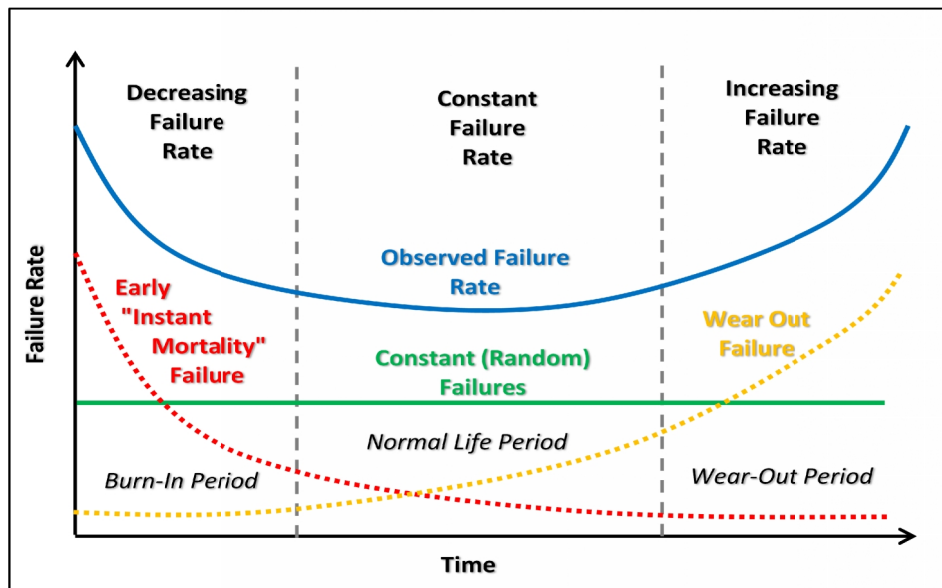 Decreasing
Failure
Rate
Constant
Failure
Rate
Increasing
Failure
Rate
Observed Failure
Rate
Early
"Instant
Mortality"
Failure
Wear Out
Failure
Constant (Random)
Failures
Normal Life Period
Burn-In Period
Wear-Out Period
Failure Rate
Time